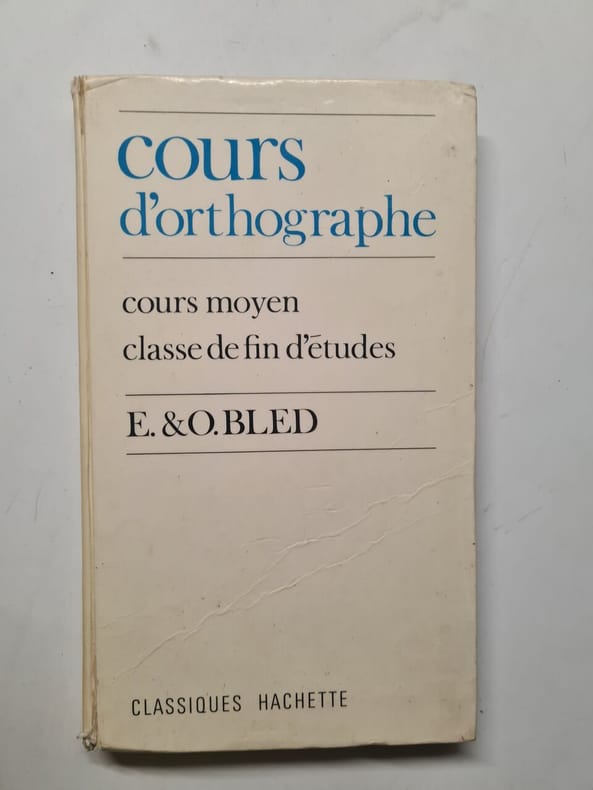 cours
d'orthographe
cours moyen
classe de fin d'études
E. & O. BLED
CLASSIQUES HACHETTE